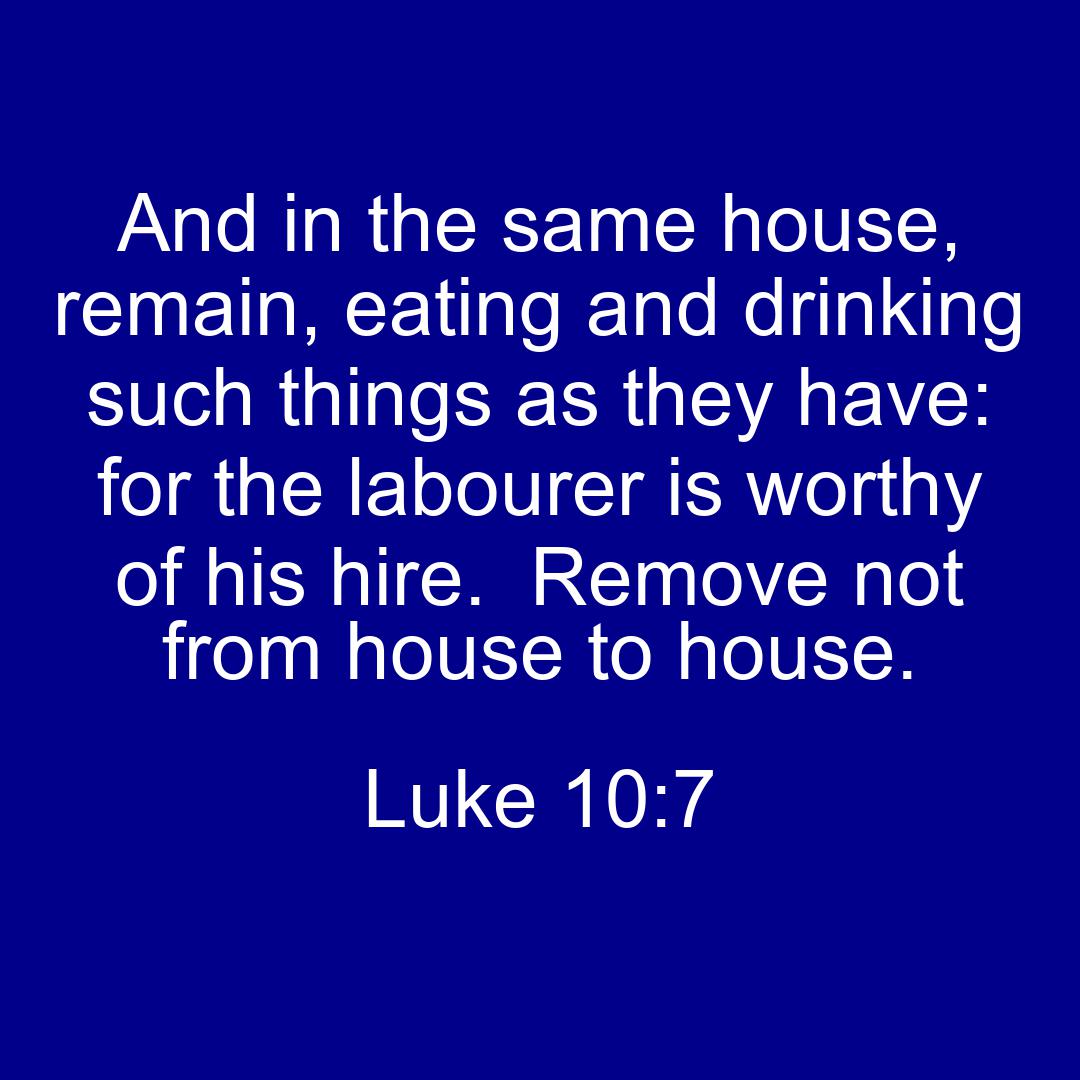 And in the same house,
remain, eating and drinking
such things as they have:
for the labourer is worthy
of his hire.  Remove not
from house to house.
Luke 10:7